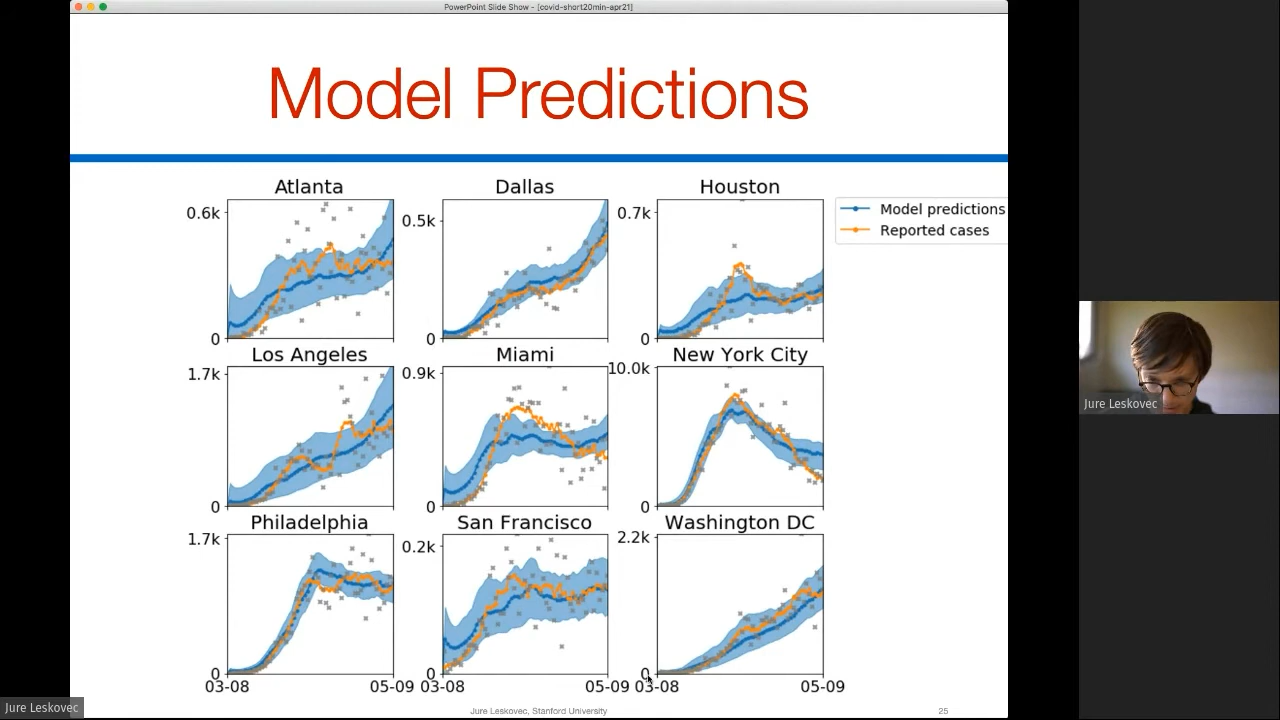 PowerPoint Slide Show - [covid-short20min-apr21]
Model Predictions
Atlanta
Dallas
Houston
0.6k
0
0.5k
0
0.7k
0
Model predictions
Reported cases
Los Angeles
Miami
New York City
1.7k
0
0.9k
0
10.0k
0
Philadelphia
San Francisco
Washington DC
1.7k
0
0.2k
0
2.2k
0
03-08
05-09
03-08
05-09
03-08
05-09
Jure Leskovec, Stanford University
25
Jure Leskovec
Jure Leskovec